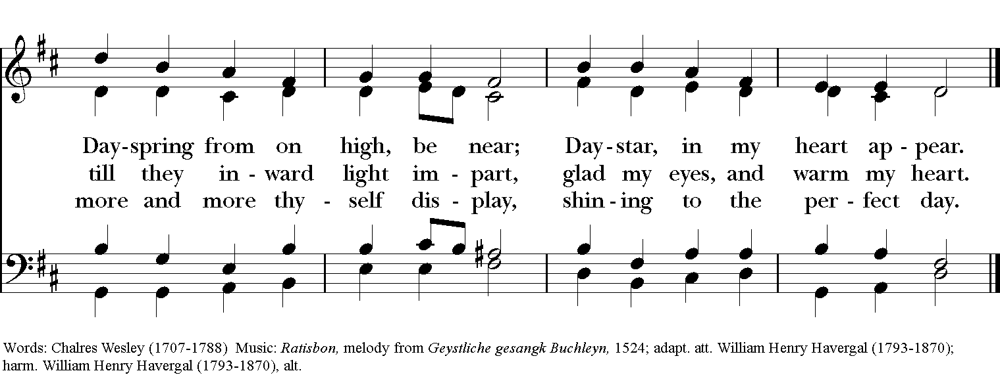 Day-spring from on high, be near; Day-star, in my heart ap-pear.
till they in-ward light im-part, glad my eyes, and warm my heart.
more and more thy-self dis-play, shin-ing to the per-fect day.
Words: Chalres Wesley (1707-1788) Music: Ratisbon, melody from Geystliche gesangk Buchleyn, 1524; adapt. att. William Henry Havergal (1793-1870);
harm. William Henry Havergal (1793-1870), alt.